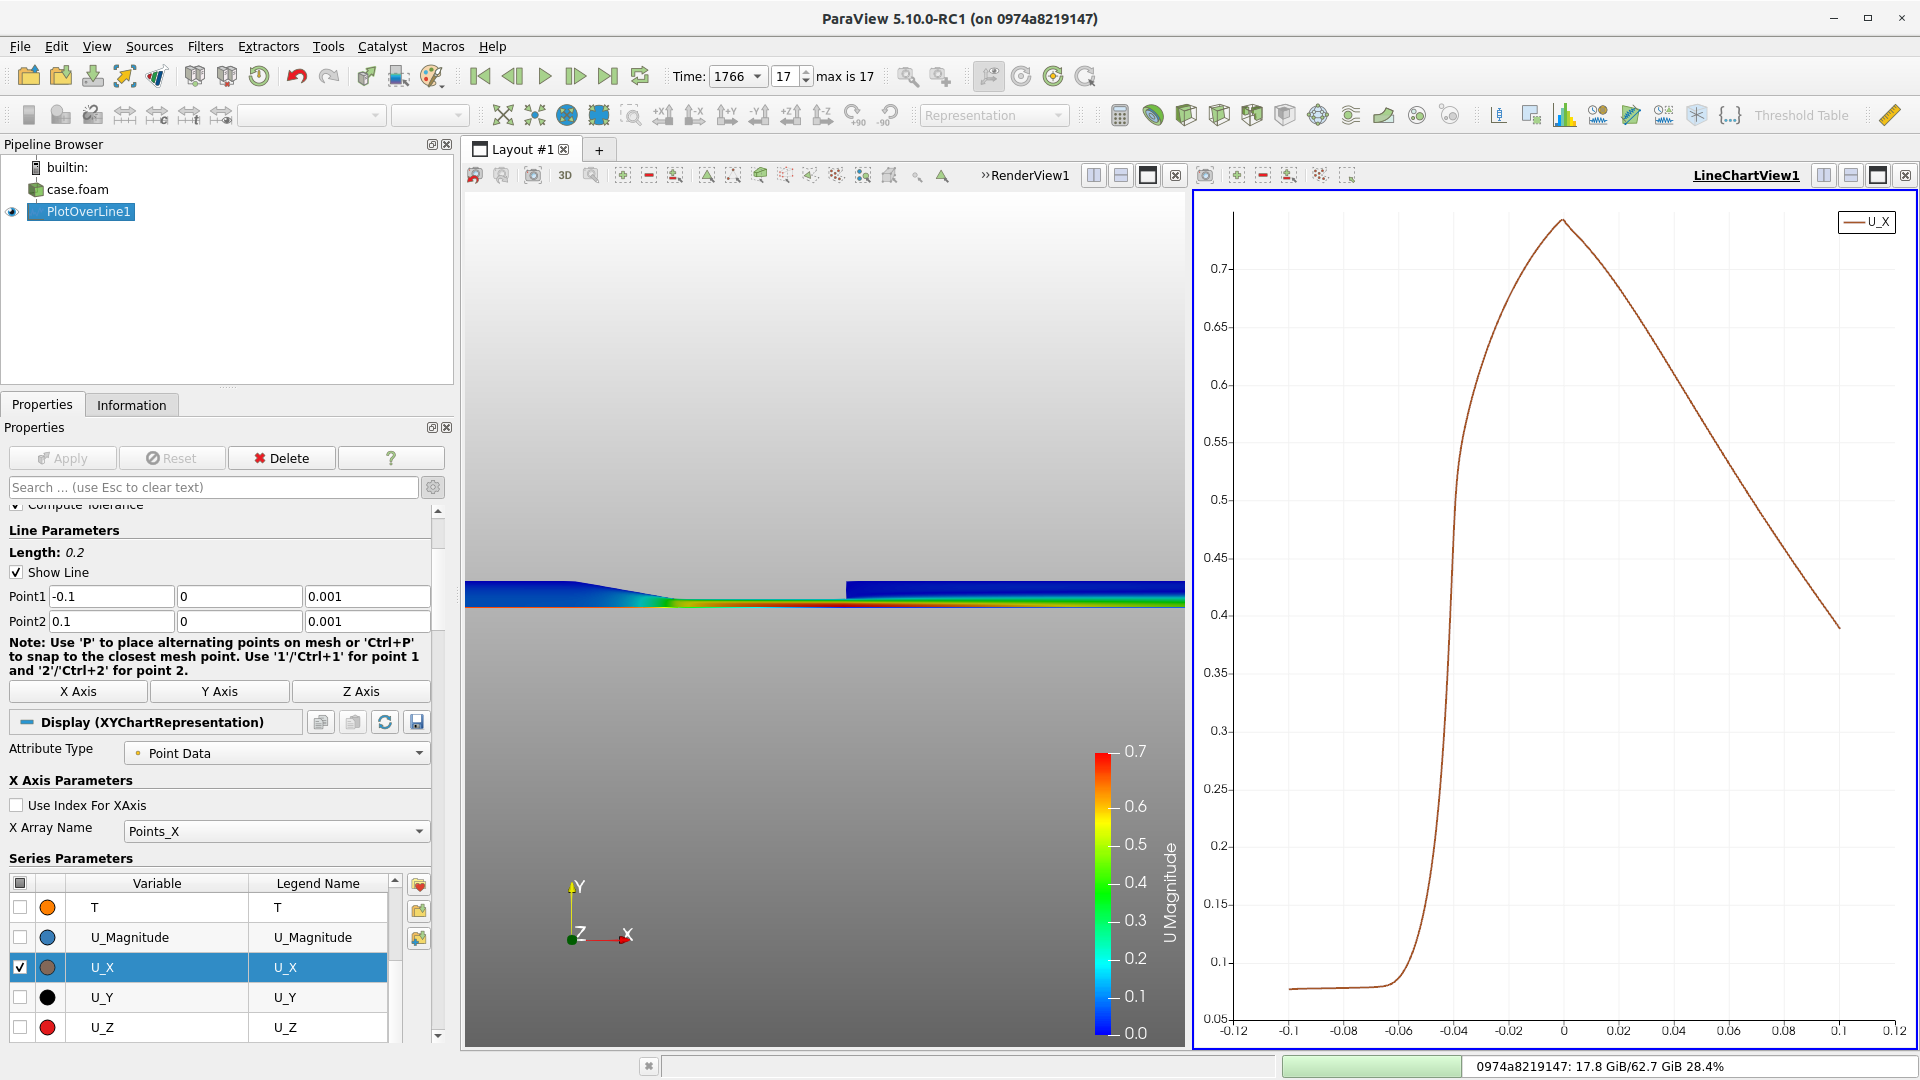 ParaView 5.10.0-RC1 (on 0974a8219147)
File Edit View Sources Filters Extractors Tools Catalyst Macros Help
Time: 1766 17 max is 17
+X -X +Y -Y +Z -Z +90 -90 Representation Threshold Table
Pipeline Browser
builtin:
case.foam
PlotOverLine1
Properties Information
Properties
Apply Reset Delete ?
Search ... (use Esc to clear text)
Compute Tolerance
Line Parameters
Length: 0.2
Show Line
Point1 -0.1 0 0.001
Point2 0.1 0 0.001
Note: Use 'P' to place alternating points on mesh or 'Ctrl+P'
to snap to the closest mesh point. Use '1'/'Ctrl+1' for point 1
and '2'/'Ctrl+2' for point 2.
X Axis Y Axis Z Axis
Display (XYChartRepresentation)
Attribute Type Point Data
X Axis Parameters
Use Index For XAxis
X Array Name Points_X
Series Parameters
Variable Legend Name
T T
U_Magnitude U_Magnitude
U_X U_X
U_Y U_Y
U_Z U_Z
Layout #1 +
3D »RenderView1
Y
Z X
0.7
0.6
0.5
0.4
0.3
0.2
0.1
0.0
U Magnitude
LineChartView1
U_X
0.7
0.65
0.6
0.55
0.5
0.45
0.4
0.35
0.3
0.25
0.2
0.15
0.1
0.05
-0.12 -0.1 -0.08 -0.06 -0.04 -0.02 0 0.02 0.04 0.06 0.08 0.1 0.12
0974a8219147: 17.8 GiB/62.7 GiB 28.4%